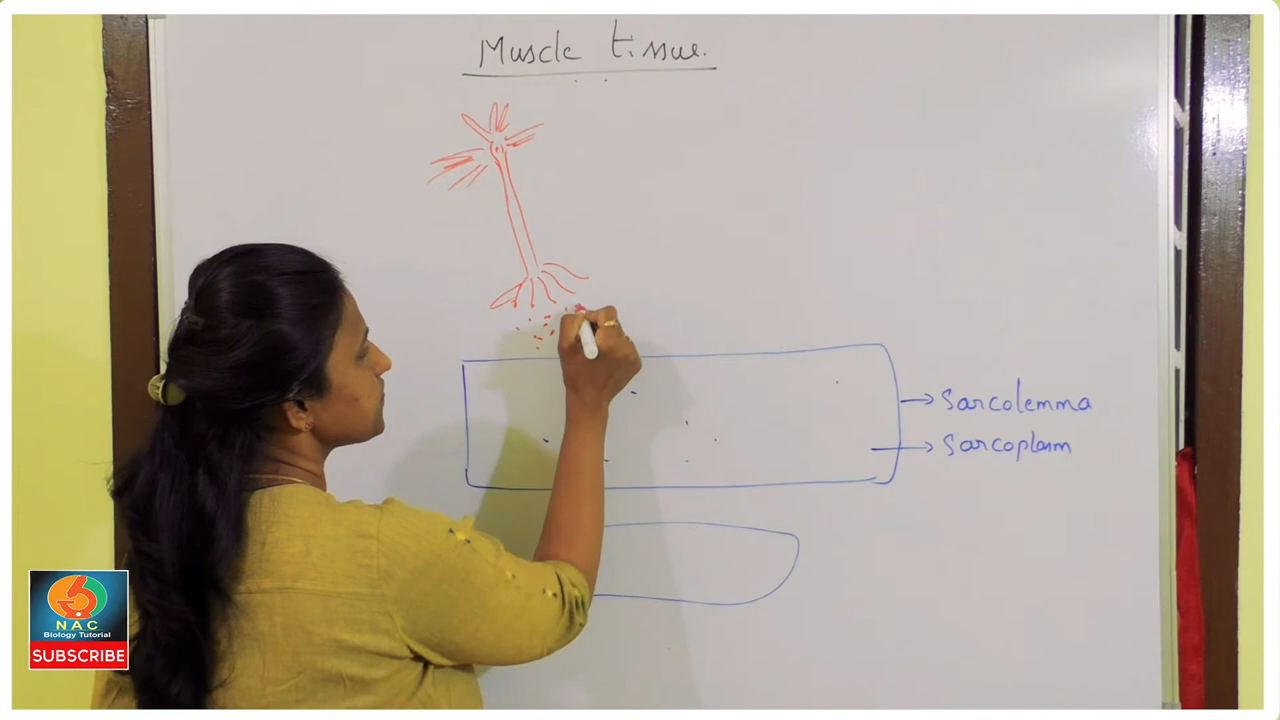 Muscle tissue.
Sarcolemma
Sarcoplasm
NAC
Biology Tutorial
SUBSCRIBE